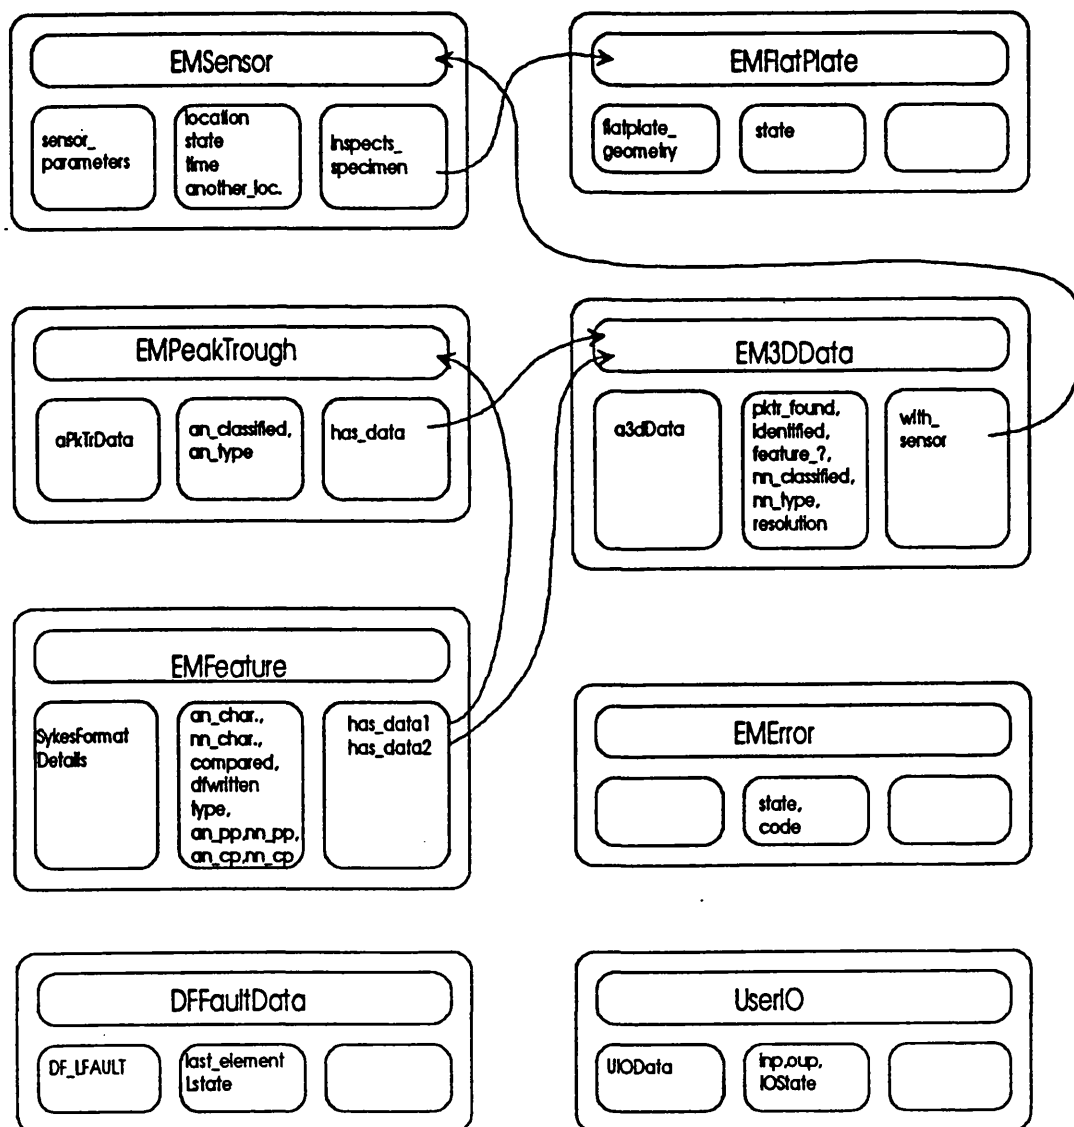 EMSensor
sensor_
parameters
location
state
time
another_loc.
inspects_
specimen
EMFlatPlate
flatplate_
geometry
state
EMPeakTrough
aPkTrData
an_classified,
an_type
has_data
EM3DData
a3dData
pktr_found,
identified,
feature_?,
nn_classified,
nn_type,
resolution
with_
sensor
EMFeature
SykesFormat
Details
an_char.,
nn_char.,
compared,
dfwritten
type,
an_pp,nn_pp,
an_cp,nn_cp
has_data1
has_data2
EMError
state,
code
DFFaultData
DF_LFAULT
last_element
Lstate
UserIO
UIOData
inp,oup,
IOState